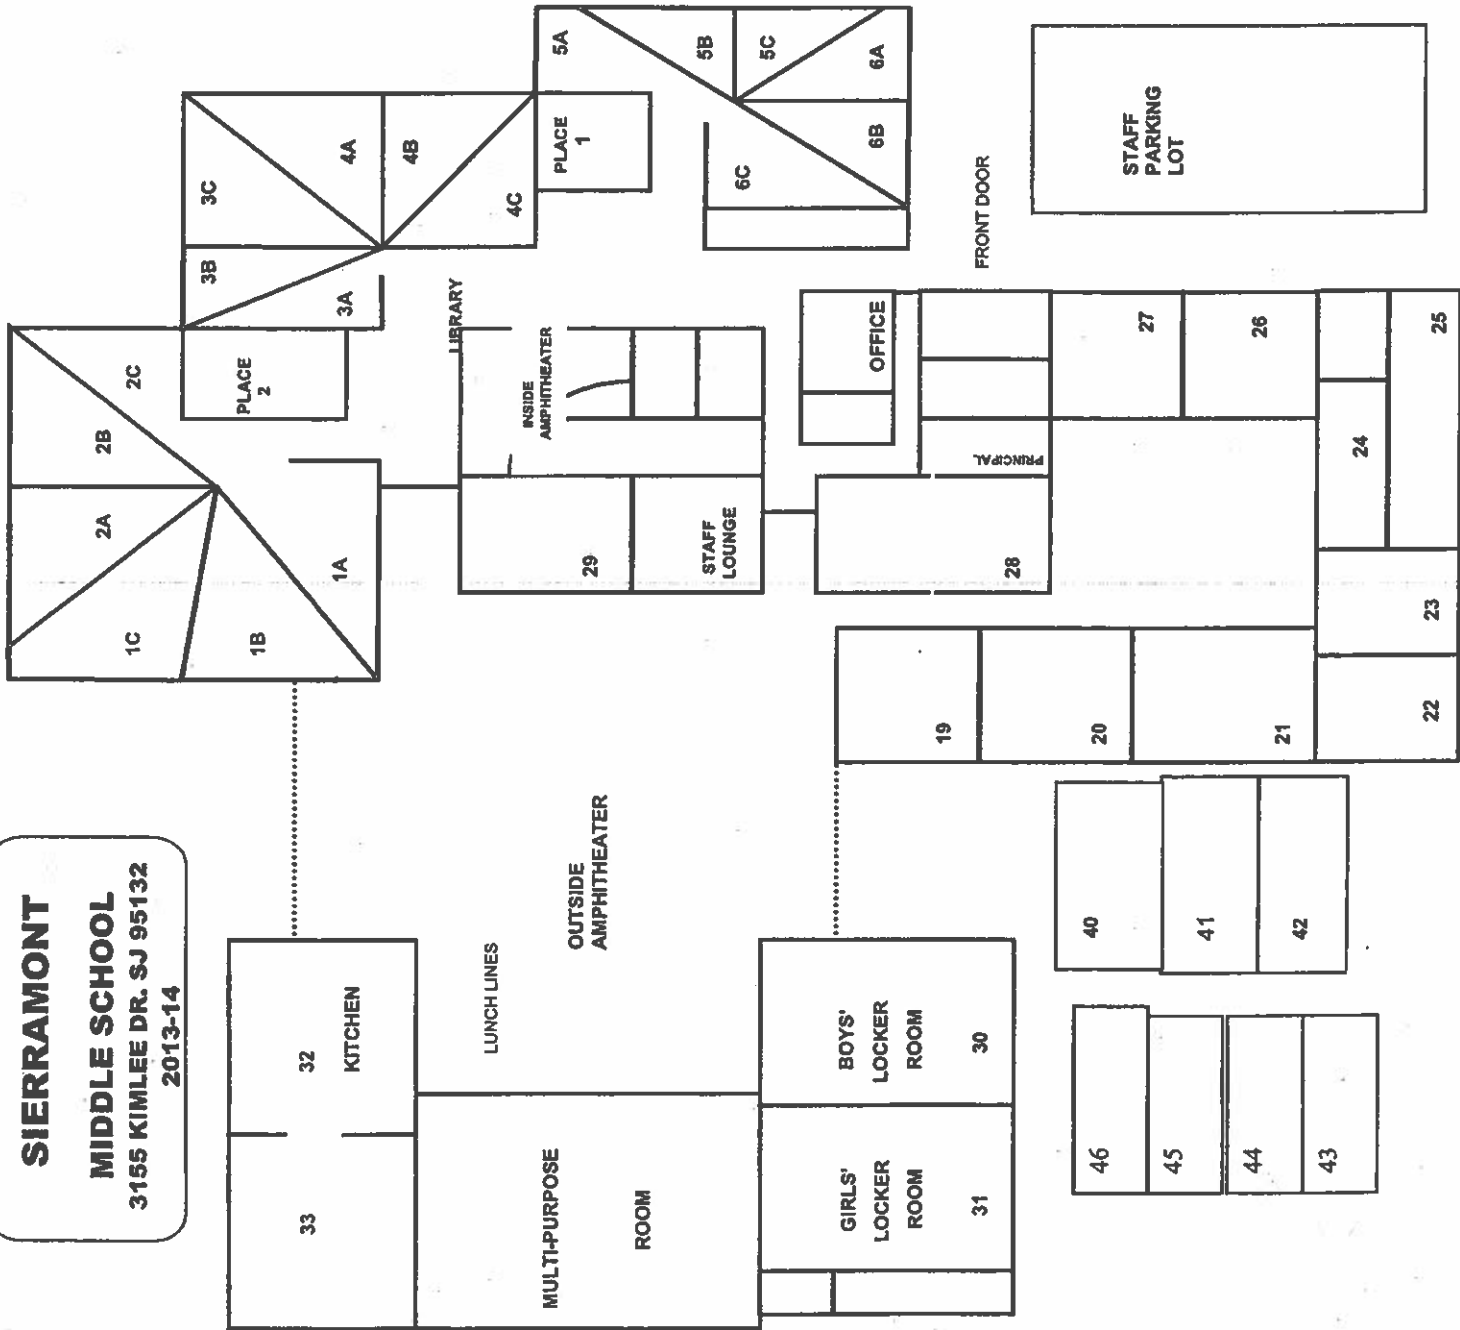 SIERRAMONT
MIDDLE SCHOOL
3155 KIMLEE DR. SJ 95132
2013-14
33
32
KITCHEN
MULTI-PURPOSE
ROOM
LUNCH LINES
OUTSIDE
AMPHITHEATER
GIRLS'
LOCKER
ROOM
31
BOYS'
LOCKER
ROOM
30
46
45
44
43
40
41
42
1C
1B
1A
2A
2B
2C
PLACE
2
3A
3B
3C
4A
4B
4C
PLACE
1
5A
5B
5C
6A
6B
6C
LIBRARY
INSIDE
AMPHITHEATER
29
STAFF
LOUNGE
OFFICE
PRINCIPAL
28
FRONT DOOR
STAFF
PARKING
LOT
19
20
21
22
23
24
25
26
27